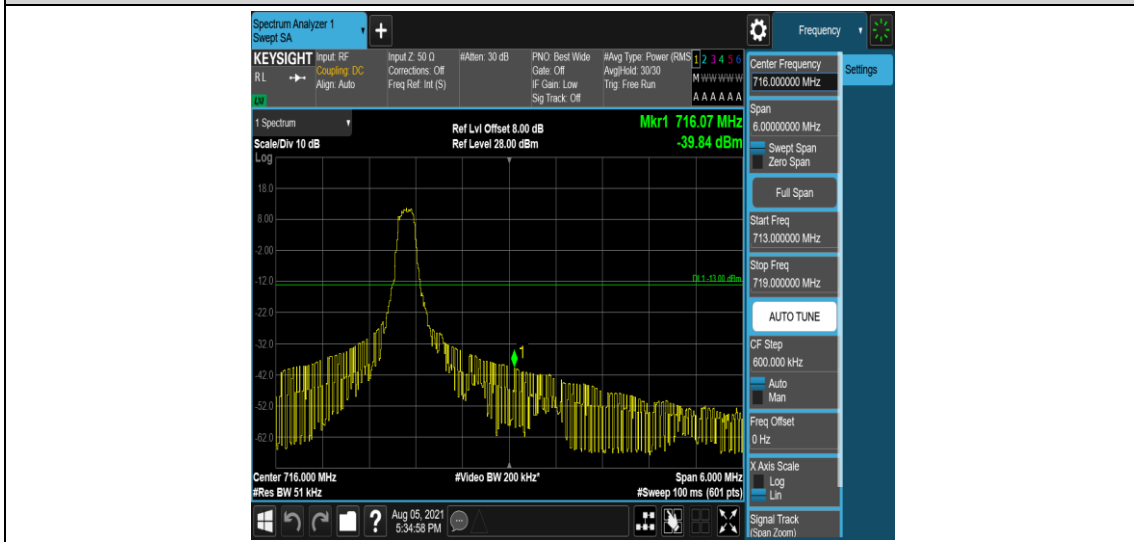 Spectrum Analyzer 1
Swept SA
+
Frequency
KEYSIGHT
RL
LXI
Input: RF
Coupling: DC
Align: Auto
Input Z: 50 Ω
Corrections: Off
Freq Ref: Int (S)
#Atten: 30 dB
PNO: Best Wide
Gate: Off
IF Gain: Low
Sig Track: Off
#Avg Type: Power (RMS
Avg|Hold: 30/30
Trig: Free Run
1 2 3 4 5 6
M W W W W W
A A A A A A
Center Frequency
716.000000 MHz
Settings
Span
6.00000000 MHz
Swept Span
Zero Span
Full Span
Start Freq
713.000000 MHz
Stop Freq
719.000000 MHz
AUTO TUNE
CF Step
600.000 kHz
Auto
Man
Freq Offset
0 Hz
X Axis Scale
Log
Lin
Signal Track
(Span Zoom)
1 Spectrum
Scale/Div 10 dB
Log
Ref Lvl Offset 8.00 dB
Ref Level 28.00 dBm
Mkr1 716.07 MHz
-39.84 dBm
18.0
8.00
-2.00
-12.0
DL1 -13.00 dBm
-22.0
-32.0
1
-42.0
-52.0
-62.0
Center 716.000 MHz
#Video BW 200 kHz*
Span 6.000 MHz
#Res BW 51 kHz
#Sweep 100 ms (601 pts)
?
Aug 05, 2021
5:34:58 PM